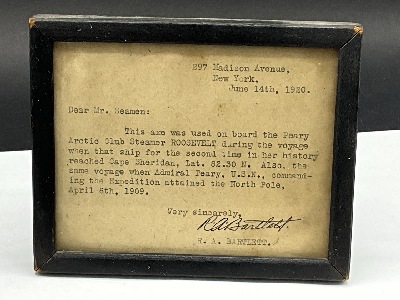 297 Madison Avenue,
New York.
June 14th, 1920.
Dear Mr. Seamen:
This axe was used on board the Peary
Arctic Club Steamer ROOSEVELT during the voyage
when that ship for the second time in her history
reached Cape Sheridan, Lat. 82.30 N. Also, the
same voyage when Admiral Peary, U.S.N., command-
ing the Expedition attained the North Pole,
April 6th, 1909.
Very sincerely,
R.A. Bartlett.
R. A. BARTLETT.